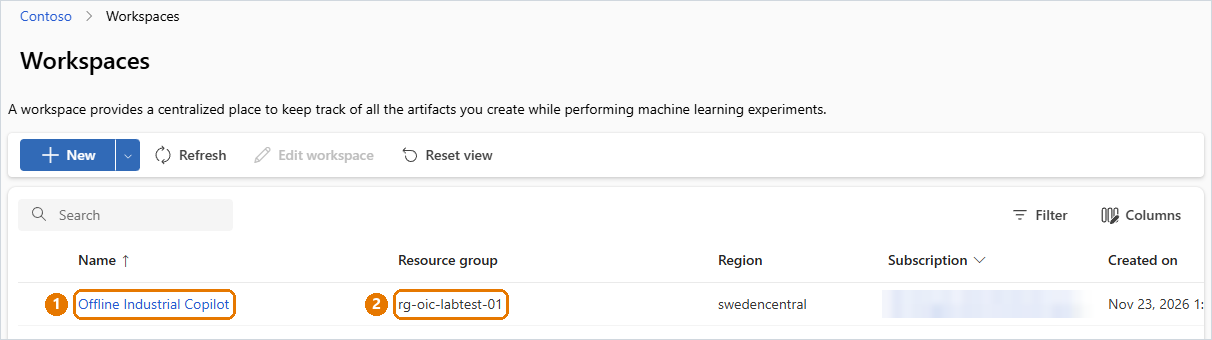 Contoso > Workspaces
Workspaces
A workspace provides a centralized place to keep track of all the artifacts you create while performing machine learning experiments.
New Refresh Edit workspace Reset view
Search Filter Columns
Name ↑ Resource group Region Subscription Created on
1 Offline Industrial Copilot 2 rg-oic-labtest-01 swedencentral Nov 23, 2026 1: